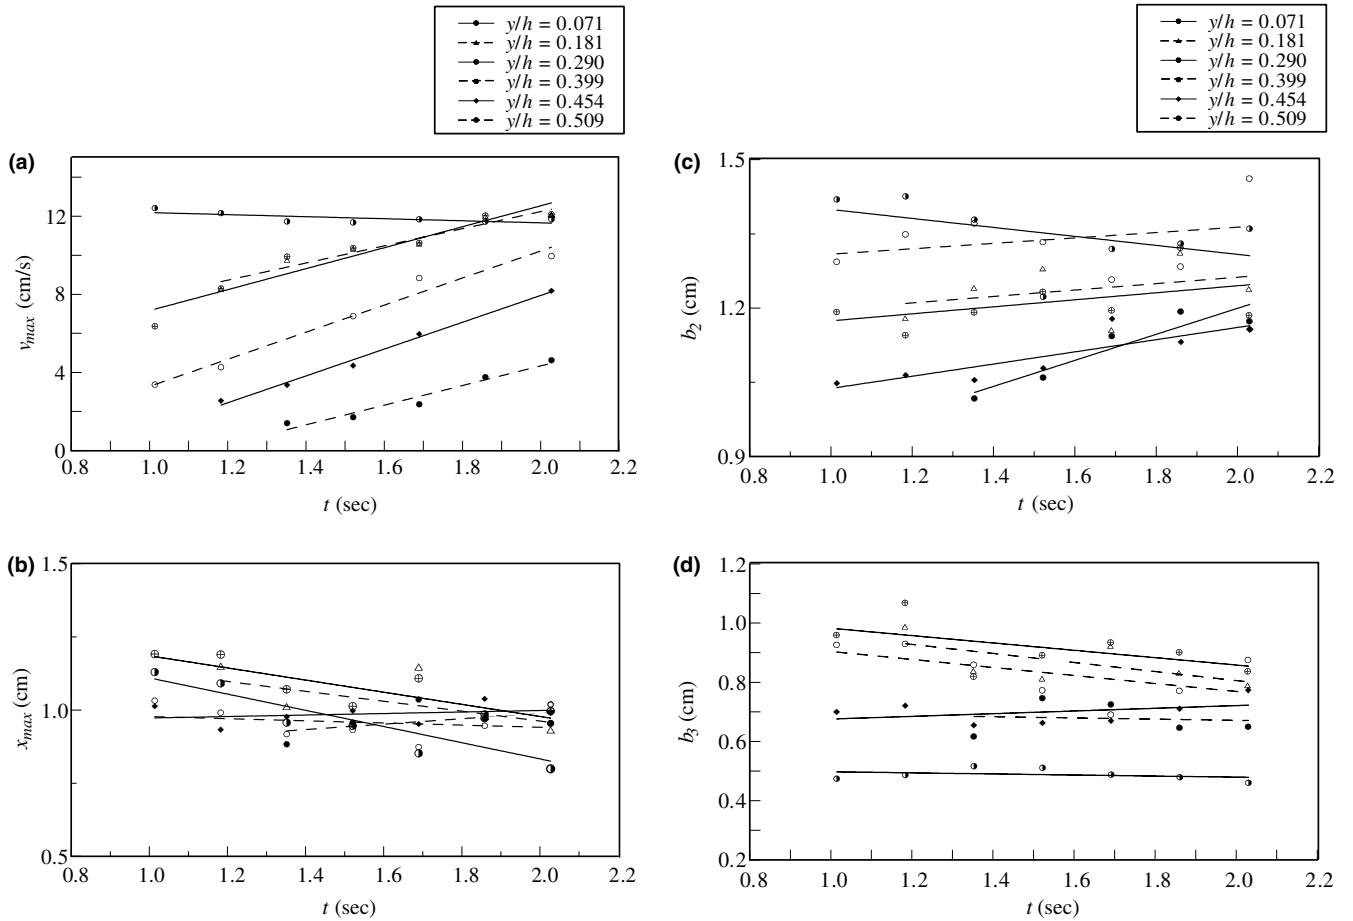 y/h = 0.071
y/h = 0.181
y/h = 0.290
y/h = 0.399
y/h = 0.454
y/h = 0.509
(a)
12
8
4
0
v_max (cm/s)
0.8 1.0 1.2 1.4 1.6 1.8 2.0 2.2
t (sec)
(b)
1.5
1.0
0.5
x_max (cm)
0.8 1.0 1.2 1.4 1.6 1.8 2.0 2.2
t (sec)
y/h = 0.071
y/h = 0.181
y/h = 0.290
y/h = 0.399
y/h = 0.454
y/h = 0.509
(c)
1.5
1.2
0.9
b_2 (cm)
0.8 1.0 1.2 1.4 1.6 1.8 2.0 2.2
t (sec)
(d)
1.2
1.0
0.8
0.6
0.4
0.2
b_3 (cm)
0.8 1.0 1.2 1.4 1.6 1.8 2.0 2.2
t (sec)